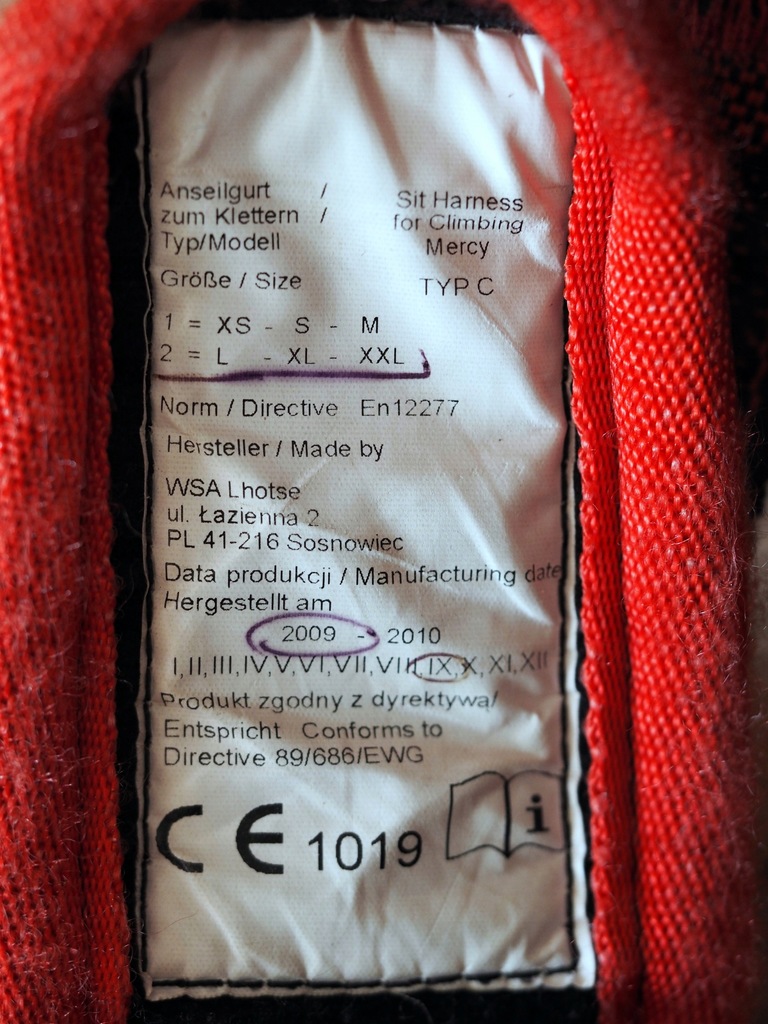 Anseilgurt / Sit Harness
zum Klettern / for Climbing
Typ/Modell Mercy
Größe / Size TYP C
1 = XS - S - M
2 = L - XL - XXL
Norm / Directive En12277
Hersteller / Made by
WSA Lhotse
ul. Łazienna 2
PL 41-216 Sosnowiec
Data produkcji / Manufacturing date
Hergestellt am
2009 - 2010
I,II,III,IV,V,VI,VII,VIII,IX,X,XI,XII
Produkt zgodny z dyrektywa/
Entspricht Conforms to
Directive 89/686/EWG
CE 1019 i